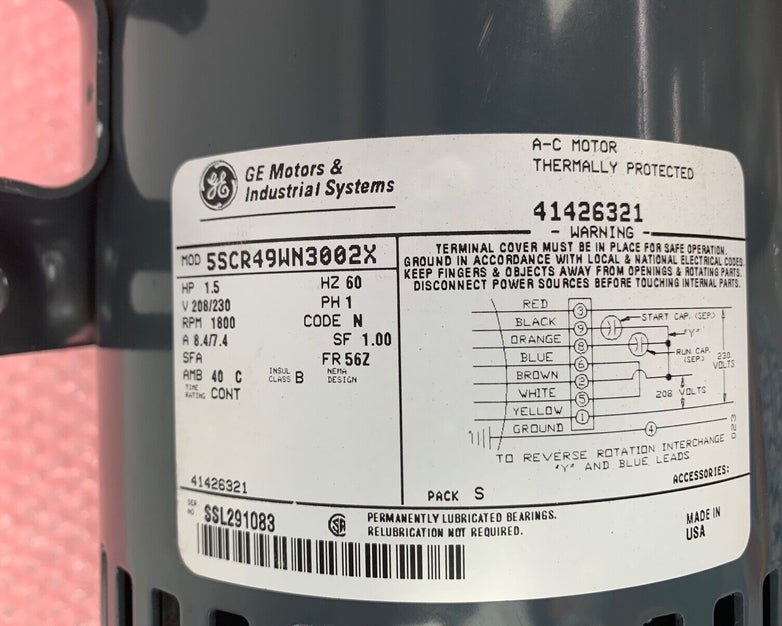 GE
GE Motors &
Industrial Systems
A-C MOTOR
THERMALLY PROTECTED
41426321
- WARNING -
TERMINAL COVER MUST BE IN PLACE FOR SAFE OPERATION.
GROUND IN ACCORDANCE WITH LOCAL & NATIONAL ELECTRICAL CODES.
KEEP FINGERS & OBJECTS AWAY FROM OPENINGS & ROTATING PARTS.
DISCONNECT POWER SOURCES BEFORE TOUCHING INTERNAL PARTS.
MOD 5SCR49WN3002X
HP 1.5 HZ 60
V 208/230 PH 1
RPM 1800 CODE N
A 8.4/7.4 SF 1.00
SFA FR 56Z
AMB 40 C INSUL CLASS B NEMA DESIGN
TIME RATING CONT
41426321
RED 3
BLACK 9
ORANGE 8
BLUE 6
BROWN 2
WHITE 5
YELLOW 1
GROUND 4
START CAP. (SEP.)
"Y"
RUN CAP.
(SEP.)
230
VOLTS
208 VOLTS
023
TO REVERSE ROTATION INTERCHANGE
"Y" AND BLUE LEADS
PACK S
ACCESSORIES:
SER NO SSL291083
SA
PERMANENTLY LUBRICATED BEARINGS.
RELUBRICATION NOT REQUIRED.
MADE IN
USA